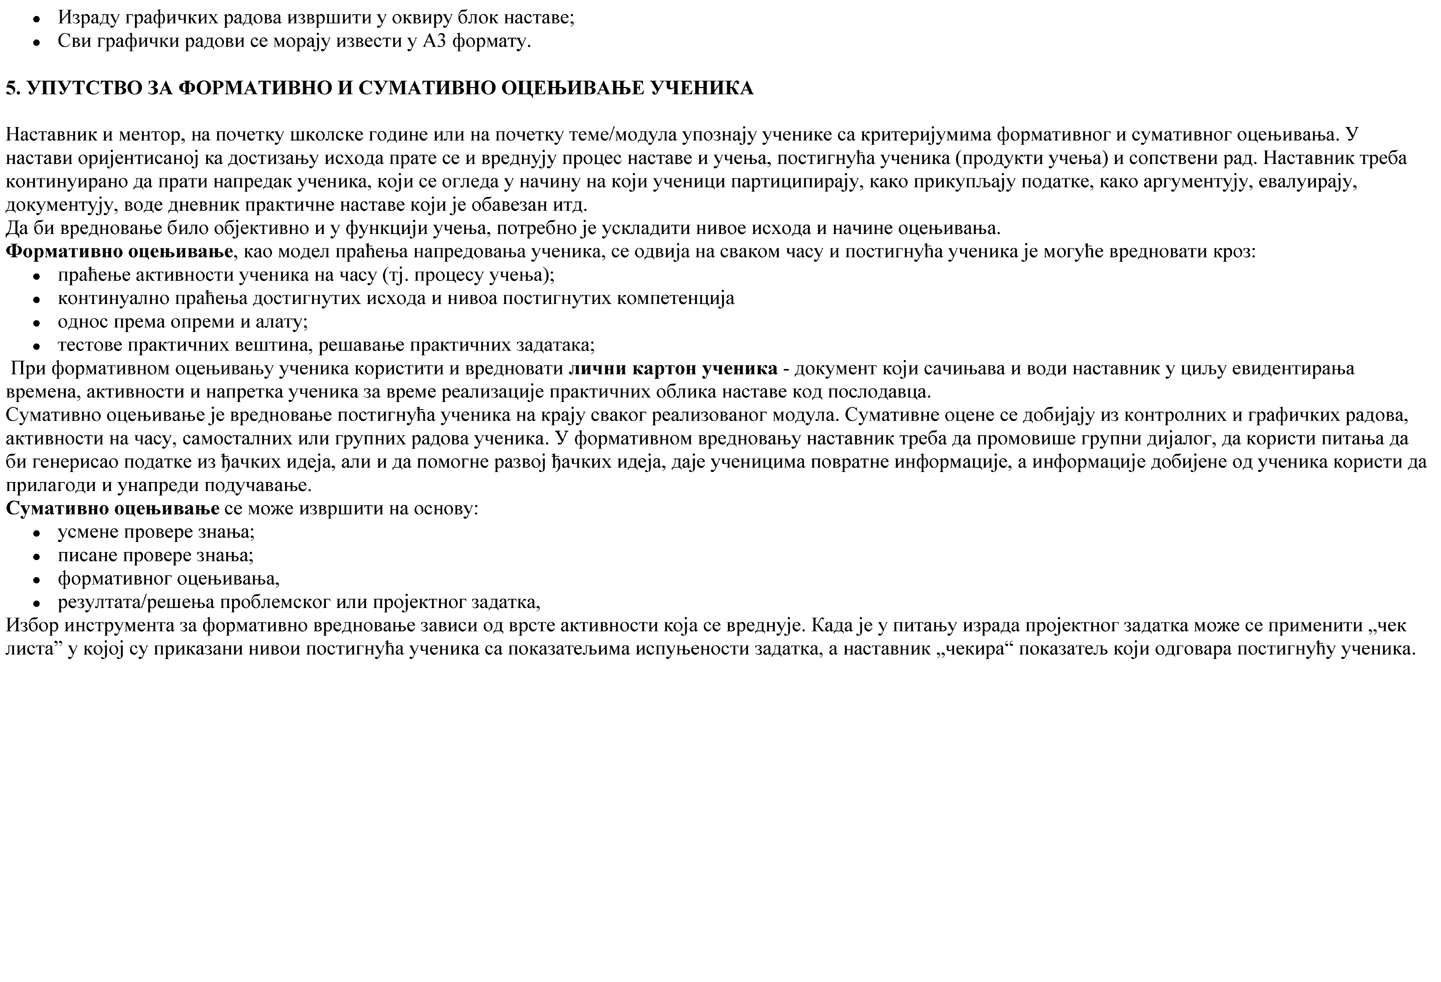 • Израду графичких радова извршити у оквиру блок наставе;
• Сви графички радови се морају извести у А3 формату.
5. УПУТСТВО ЗА ФОРМАТИВНО И СУМАТИВНО ОЦЕЊИВАЊЕ УЧЕНИКА
Наставник и ментор, на почетку школске године или на почетку теме/модула упознају ученике са критеријумима формативног и сумативног оцењивања. У
настави оријентисаној ка достизању исхода прате се и вреднују процес наставе и учења, постигнућа ученика (продукти учења) и сопствени рад. Наставник треба
континуирано да прати напредак ученика, који се огледа у начину на који ученици партиципирају, како прикупљају податке, како аргументују, евалуирају,
документују, воде дневник практичне наставе који је обавезан итд.
Да би вредновање било објективно и у функцији учења, потребно је ускладити нивое исхода и начине оцењивања.
Формативно оцењивање, као модел праћења напредовања ученика, се одвија на сваком часу и постигнућа ученика је могуће вредновати кроз:
• праћење активности ученика на часу (тј. процесу учења);
• континуално праћења достигнутих исхода и нивоа постигнутих компетенција
• однос према опреми и алату;
• тестове практичних вештина, решавање практичних задатака;
При формативном оцењивању ученика користити и вредновати лични картон ученика - документ који сачињава и води наставник у циљу евидентирања
времена, активности и напретка ученика за време реализације практичних облика наставе код послодавца.
Сумативно оцењивање је вредновање постигнућа ученика на крају сваког реализованог модула. Сумативне оцене се добијају из контролних и графичких радова,
активности на часу, самосталних или групних радова ученика. У формативном вредновању наставник треба да промовише групни дијалог, да користи питања да
би генерисао податке из ђачких идеја, али и да помогне развој ђачких идеја, даје ученицима повратне информације, а информације добијене од ученика користи да
прилагоди и унапреди подучавање.
Сумативно оцењивање се може извршити на основу:
• усмене провере знања;
• писане провере знања;
• формативног оцењивања,
• резултата/решења проблемског или пројектног задатка,
Избор инструмента за формативно вредновање зависи од врсте активности која се вреднује. Када је у питању израда пројектног задатка може се применити „чек
листа” у којој су приказани нивои постигнућа ученика са показатељима испуњености задатка, а наставник „чекира“ показатељ који одговара постигнућу ученика.